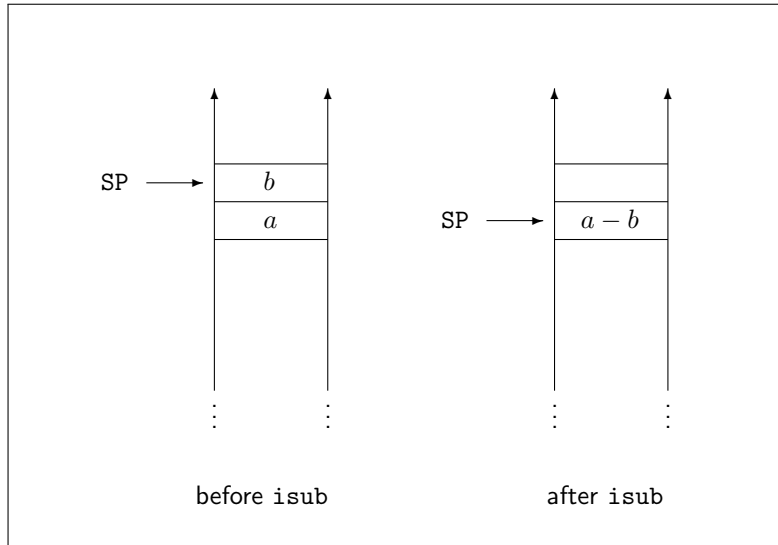 SP b
a
SP a − b
⋮ ⋮ ⋮ ⋮
before isub
after isub